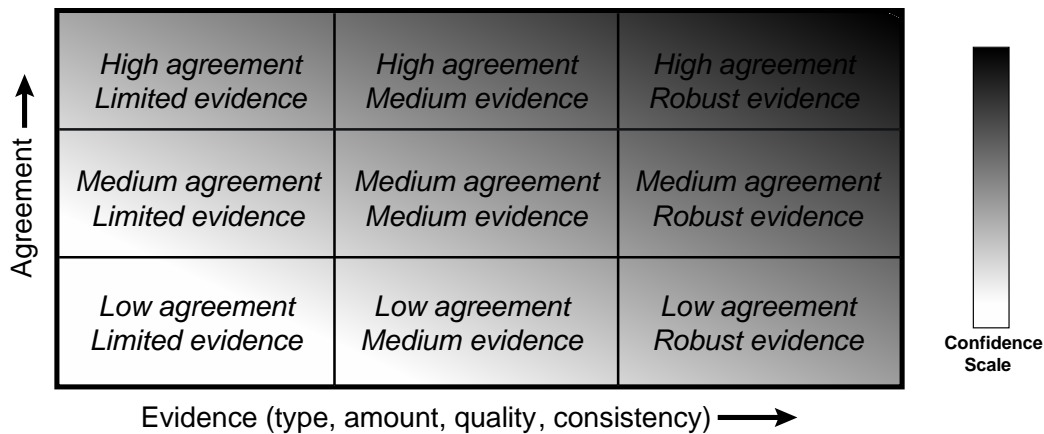 High agreement
Limited evidence
High agreement
Medium evidence
High agreement
Robust evidence
Agreement
Medium agreement
Limited evidence
Medium agreement
Medium evidence
Medium agreement
Robust evidence
Low agreement
Limited evidence
Low agreement
Medium evidence
Low agreement
Robust evidence
Confidence
Scale
Evidence (type, amount, quality, consistency)